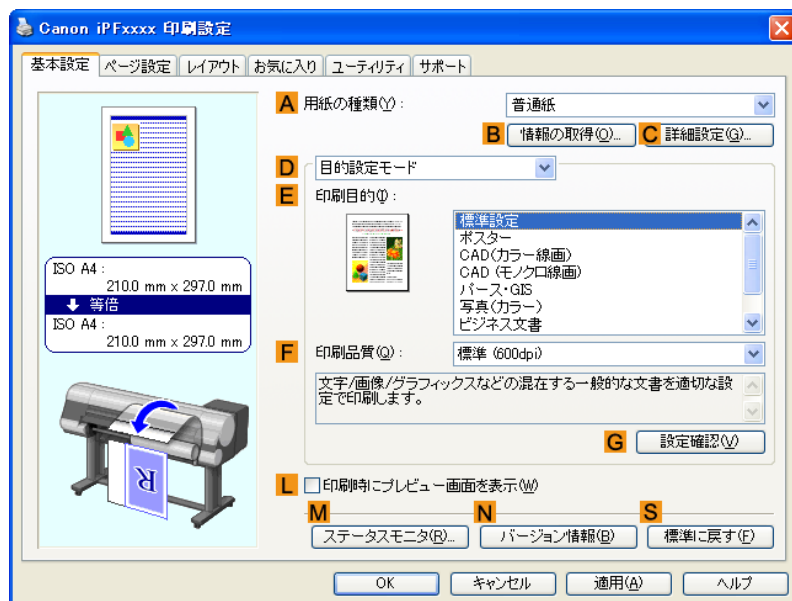 Canon iPFxxxx 印刷設定
基本設定 ページ設定 レイアウト お気に入り ユーティリティ サポート
A 用紙の種類(Y): 普通紙
B 情報の取得(O)... C 詳細設定(G)...
D 目的設定モード
E 印刷目的(I):
標準設定
ポスター
CAD(カラー線画)
CAD (モノクロ線画)
パース・GIS
写真(カラー)
ビジネス文書
ISO A4 :
210.0 mm x 297.0 mm
等倍
ISO A4 :
210.0 mm x 297.0 mm
F 印刷品質(Q): 標準 (600dpi)
文字/画像/グラフィックスなどの混在する一般的な文書を適切な設
定で印刷します。
G 設定確認(V)
R
L 印刷時にプレビュー画面を表示(W)
M N S
ステータスモニタ(R)... バージョン情報(B) 標準に戻す(F)
OK キャンセル 適用(A) ヘルプ